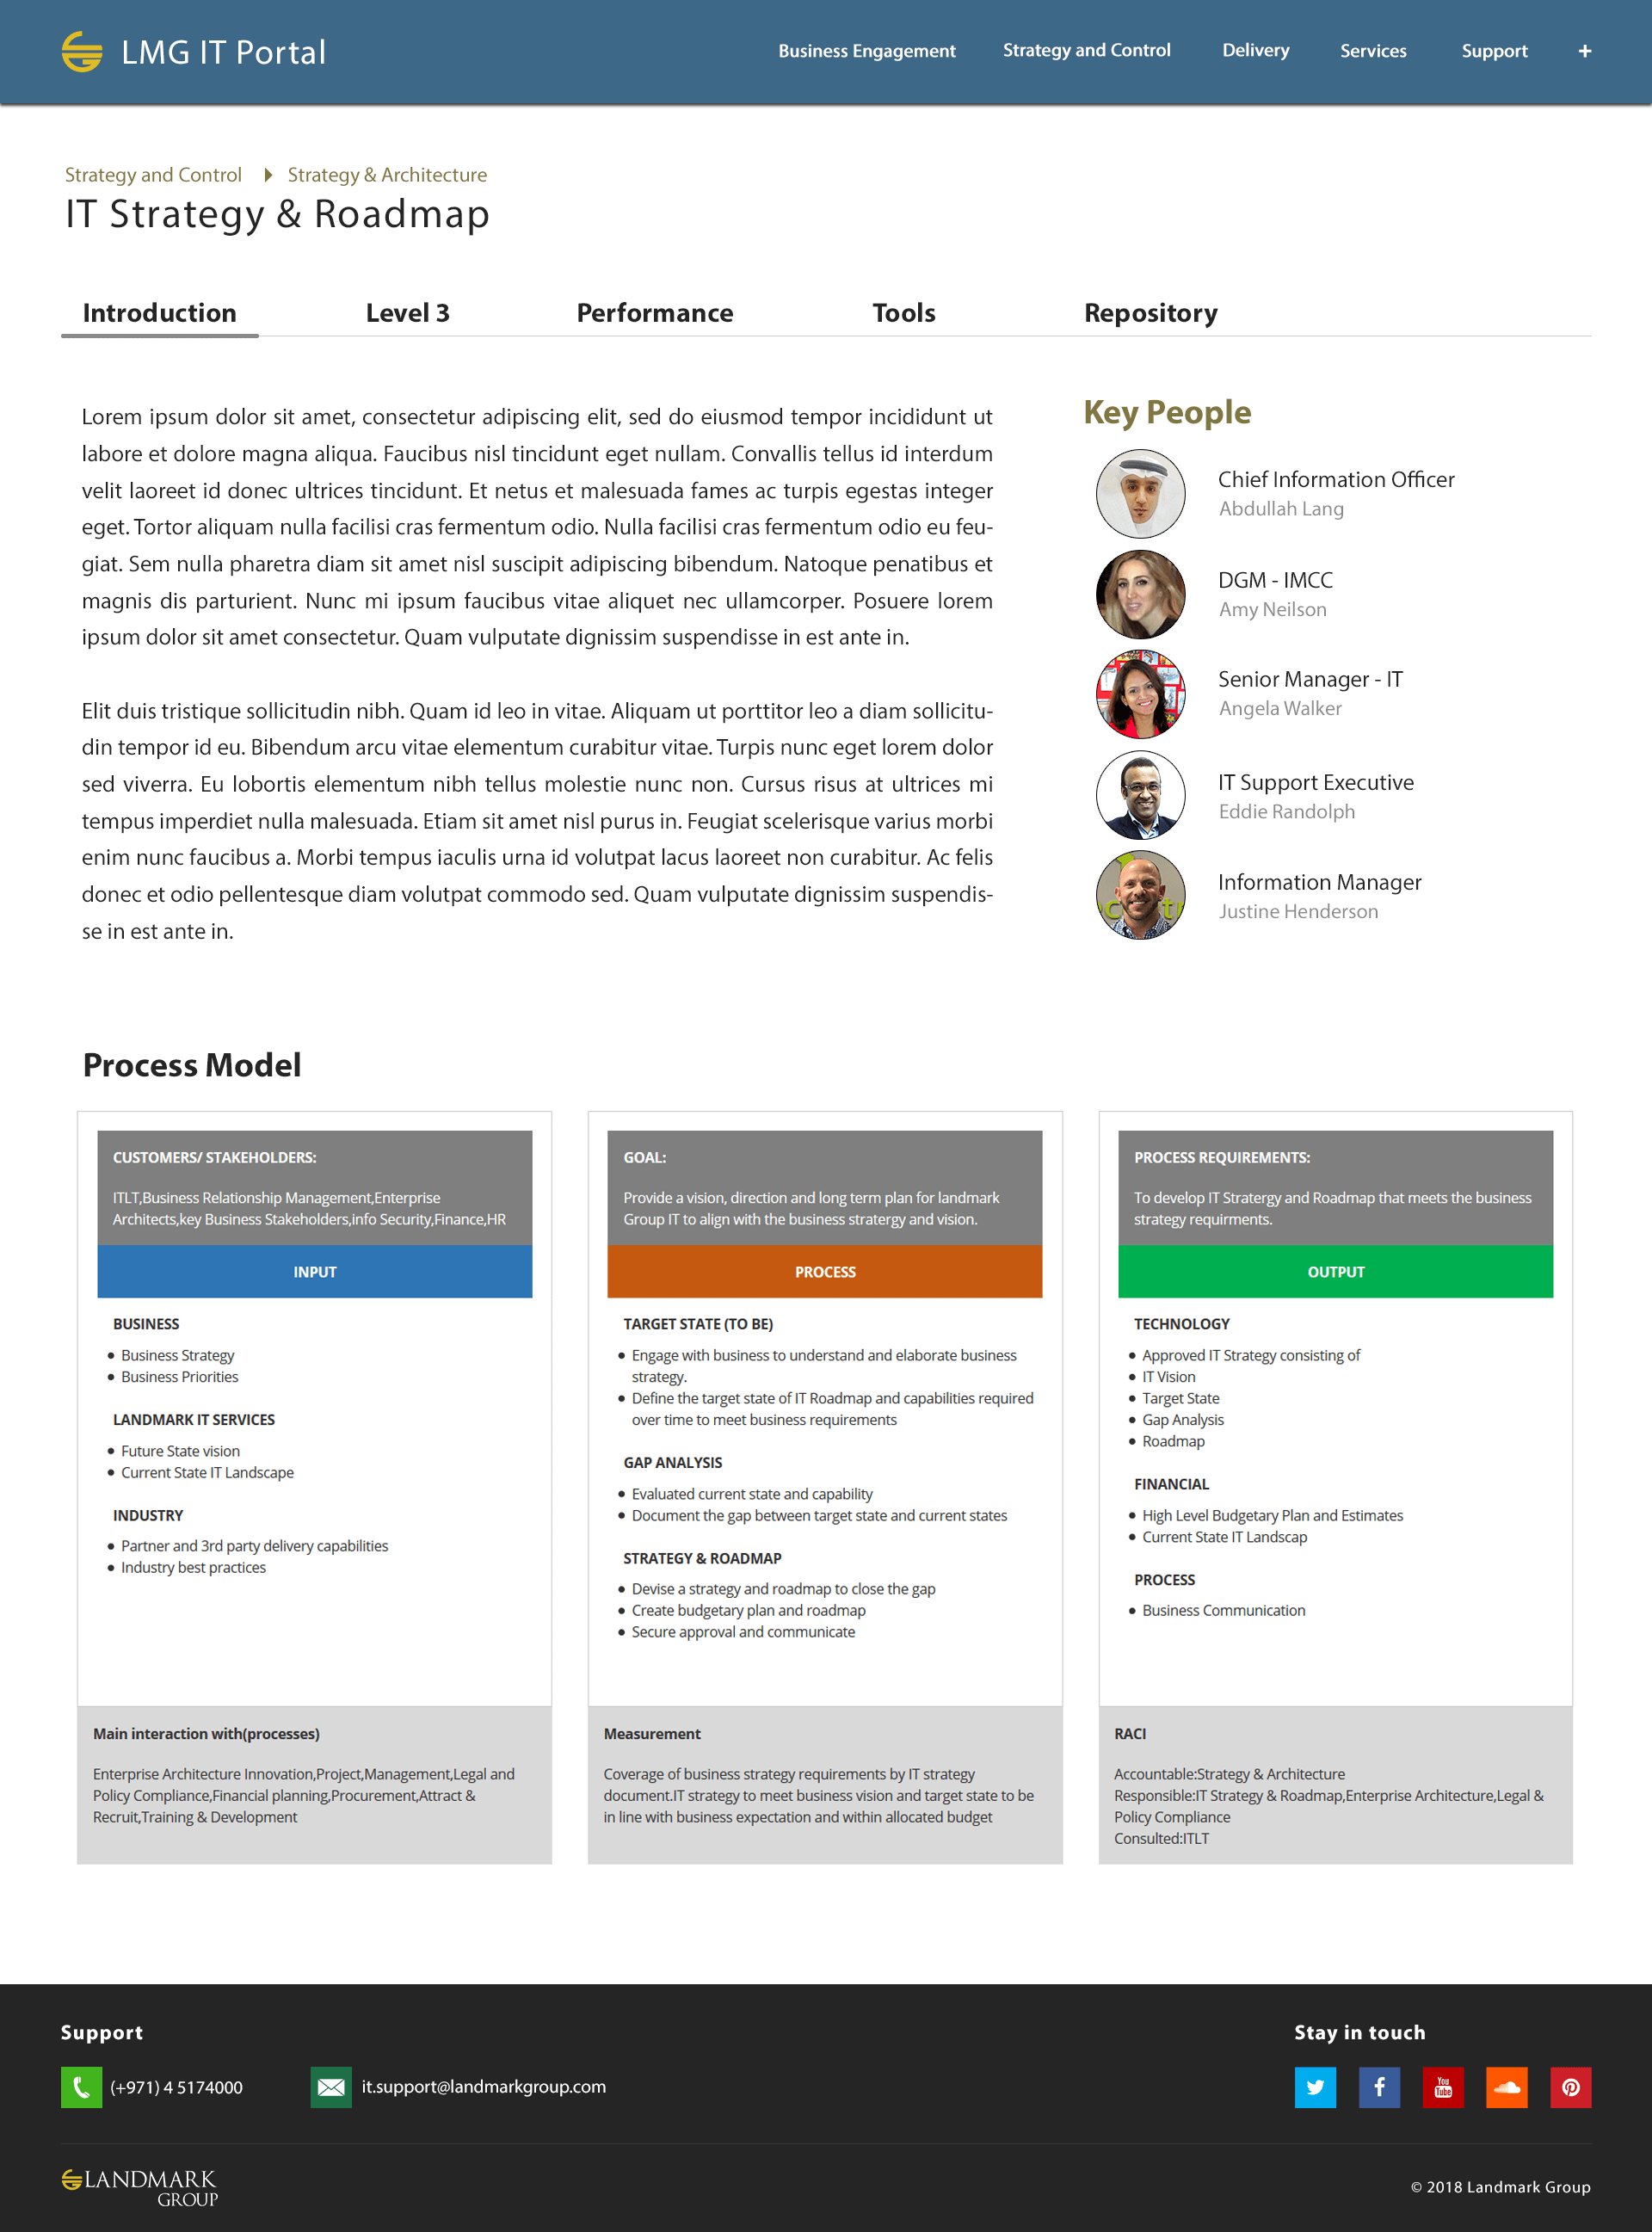 LMG IT Portal
Business Engagement
Strategy and Control
Delivery
Services
Support
+
Strategy and Control
Strategy & Architecture
IT Strategy & Roadmap
Introduction
Level 3
Performance
Tools
Repository
Lorem ipsum dolor sit amet, consectetur adipiscing elit, sed do eiusmod tempor incididunt ut
labore et dolore magna aliqua. Faucibus nisl tincidunt eget nullam. Convallis tellus id interdum
velit laoreet id donec ultrices tincidunt. Et netus et malesuada fames ac turpis egestas integer
eget. Tortor aliquam nulla facilisi cras fermentum odio. Nulla facilisi cras fermentum odio eu feu-
giat. Sem nulla pharetra diam sit amet nisl suscipit adipiscing bibendum. Natoque penatibus et
magnis dis parturient. Nunc mi ipsum faucibus vitae aliquet nec ullamcorper. Posuere lorem
ipsum dolor sit amet consectetur. Quam vulputate dignissim suspendisse in est ante in.
Elit duis tristique sollicitudin nibh. Quam id leo in vitae. Aliquam ut porttitor leo a diam sollicitu-
din tempor id eu. Bibendum arcu vitae elementum curabitur vitae. Turpis nunc eget lorem dolor
sed viverra. Eu lobortis elementum nibh tellus molestie nunc non. Cursus risus at ultrices mi
tempus imperdiet nulla malesuada. Etiam sit amet nisl purus in. Feugiat scelerisque varius morbi
enim nunc faucibus a. Morbi tempus iaculis urna id volutpat lacus laoreet non curabitur. Ac felis
donec et odio pellentesque diam volutpat commodo sed. Quam vulputate dignissim suspendis-
se in est ante in.
Key People
Chief Information Officer
Abdullah Lang
DGM - IMCC
Amy Neilson
Senior Manager - IT
Angela Walker
IT Support Executive
Eddie Randolph
Information Manager
Justine Henderson
Process Model
CUSTOMERS/ STAKEHOLDERS:
ITLT,Business Relationship Management,Enterprise
Architects,key Business Stakeholders,info Security,Finance,HR
INPUT
BUSINESS
• Business Strategy
• Business Priorities
LANDMARK IT SERVICES
• Future State vision
• Current State IT Landscape
INDUSTRY
• Partner and 3rd party delivery capabilities
• Industry best practices
Main interaction with(processes)
Enterprise Architecture Innovation,Project,Management,Legal and
Policy Compliance,Financial planning,Procurement,Attract &
Recruit,Training & Development
GOAL:
Provide a vision, direction and long term plan for landmark
Group IT to align with the business stratergy and vision.
PROCESS
TARGET STATE (TO BE)
• Engage with business to understand and elaborate business
strategy.
• Define the target state of IT Roadmap and capabilities required
over time to meet business requirements
GAP ANALYSIS
• Evaluated current state and capability
• Document the gap between target state and current states
STRATEGY & ROADMAP
• Devise a strategy and roadmap to close the gap
• Create budgetary plan and roadmap
• Secure approval and communicate
Measurement
Coverage of business strategy requirements by IT strategy
document.IT strategy to meet business vision and target state to be
in line with business expectation and within allocated budget
PROCESS REQUIREMENTS:
To develop IT Stratergy and Roadmap that meets the business
strategy requirments.
OUTPUT
TECHNOLOGY
• Approved IT Strategy consisting of
• IT Vision
• Target State
• Gap Analysis
• Roadmap
FINANCIAL
• High Level Budgetary Plan and Estimates
• Current State IT Landscap
PROCESS
• Business Communication
RACI
Accountable:Strategy & Architecture
Responsible:IT Strategy & Roadmap,Enterprise Architecture,Legal &
Policy Compliance
Consulted:ITLT
Support
(+971) 4 5174000
it.support@landmarkgroup.com
Stay in touch
You
Tube
LANDMARK
GROUP
© 2018 Landmark Group